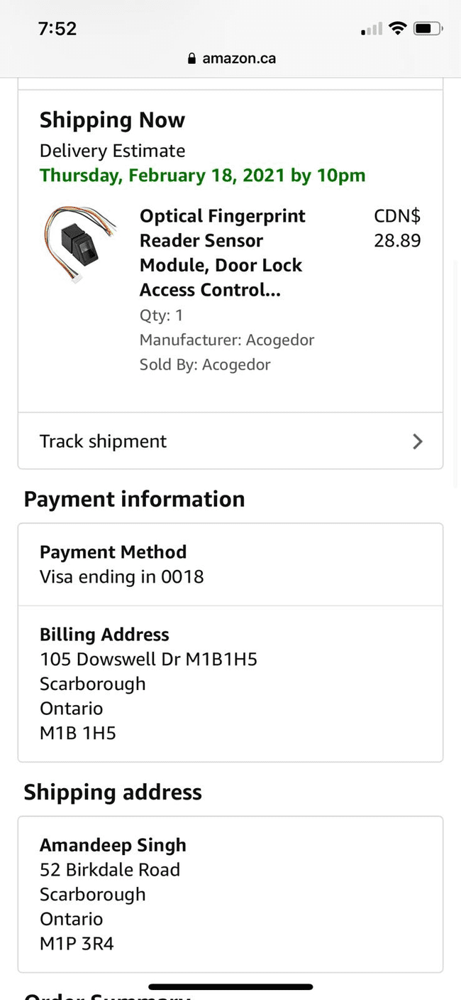 7:52
amazon.ca
Shipping Now
Delivery Estimate
Thursday, February 18, 2021 by 10pm
Optical Fingerprint
Reader Sensor
Module, Door Lock
Access Control...
CDN$
28.89
Qty: 1
Manufacturer: Acogedor
Sold By: Acogedor
Track shipment
Payment information
Payment Method
Visa ending in 0018
Billing Address
105 Dowswell Dr M1B1H5
Scarborough
Ontario
M1B 1H5
Shipping address
Amandeep Singh
52 Birkdale Road
Scarborough
Ontario
M1P 3R4
Order Summary